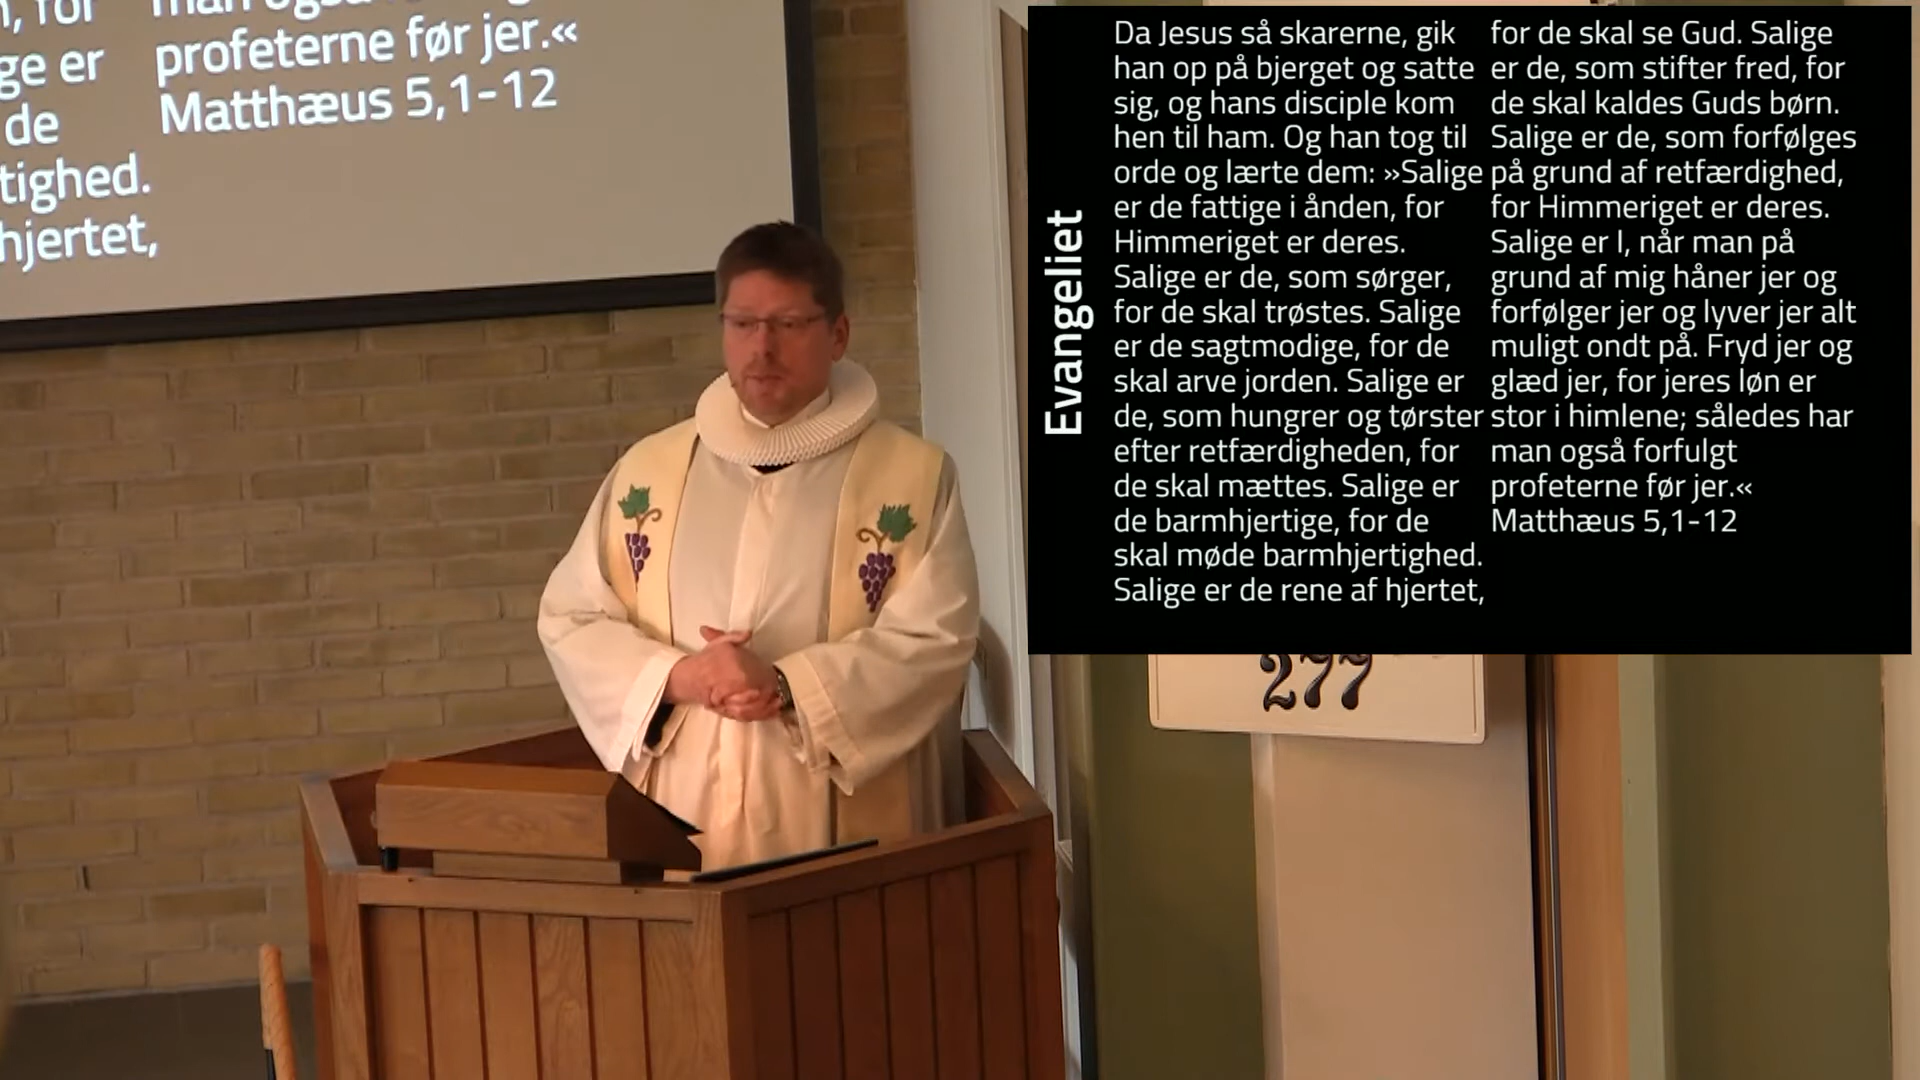 profeterne før jer.«
Matthæus 5,1-12
ge er
de
tighed.
hjertet,
Evangeliet
Da Jesus så skarerne, gik
han op på bjerget og satte
sig, og hans disciple kom
hen til ham. Og han tog til
orde og lærte dem: »Salige
er de fattige i ånden, for
Himmeriget er deres.
Salige er de, som sørger,
for de skal trøstes. Salige
er de sagtmodige, for de
skal arve jorden. Salige er
de, som hungrer og tørster
efter retfærdigheden, for
de skal mættes. Salige er
de barmhjertige, for de
skal møde barmhjertighed.
Salige er de rene af hjertet,
for de skal se Gud. Salige
er de, som stifter fred, for
de skal kaldes Guds børn.
Salige er de, som forfølges
på grund af retfærdighed,
for Himmeriget er deres.
Salige er I, når man på
grund af mig håner jer og
forfølger jer og lyver jer alt
muligt ondt på. Fryd jer og
glæd jer, for jeres løn er
stor i himlene; således har
man også forfulgt
profeterne før jer.«
Matthæus 5,1-12
277